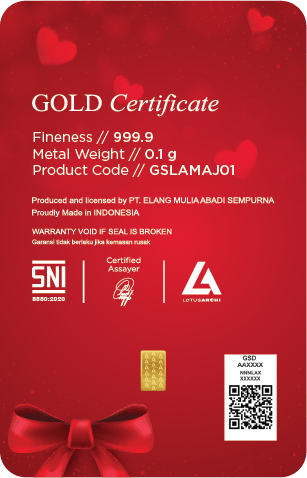 GOLD Certificate
Fineness // 999.9
Metal Weight // 0.1 g
Product Code // GSLAMAJ01
Produced and licensed by PT. ELANG MULIA ABADI SEMPURNA
Proudly Made in INDONESIA
WARRANTY VOID IF SEAL IS BROKEN
Garansi tidak berlaku jika kemasan rusak
SNI
8880:2020
Certified
Assayer
LOTUSARCHI
GSD
AAXXXX
NNNLAX
XXXXXX